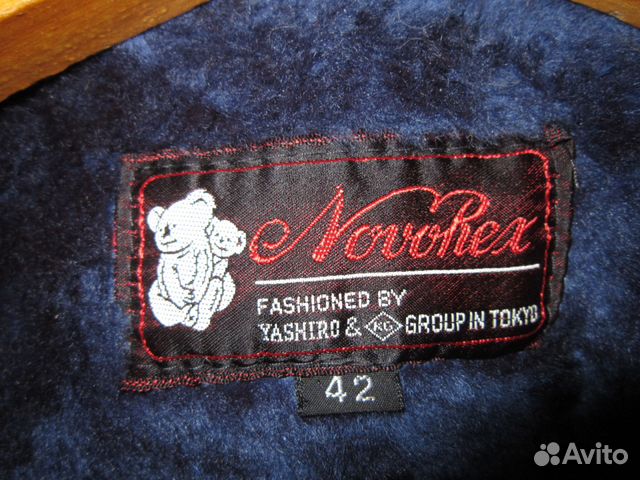 NovoRex
FASHIONED BY
YASHIRO & KG GROUP IN TOKYO
42
Avito